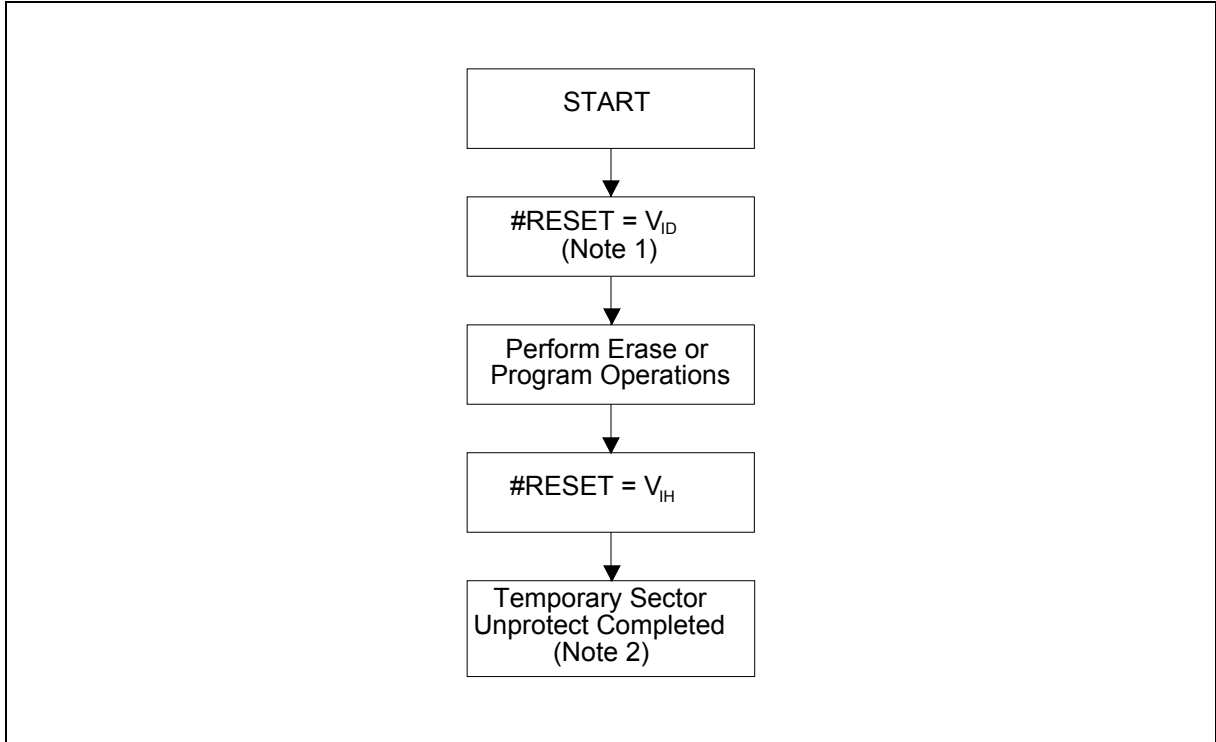 START
#RESET = VID
(Note 1)
Perform Erase or
Program Operations
#RESET = VIH
Temporary Sector
Unprotect Completed
(Note 2)